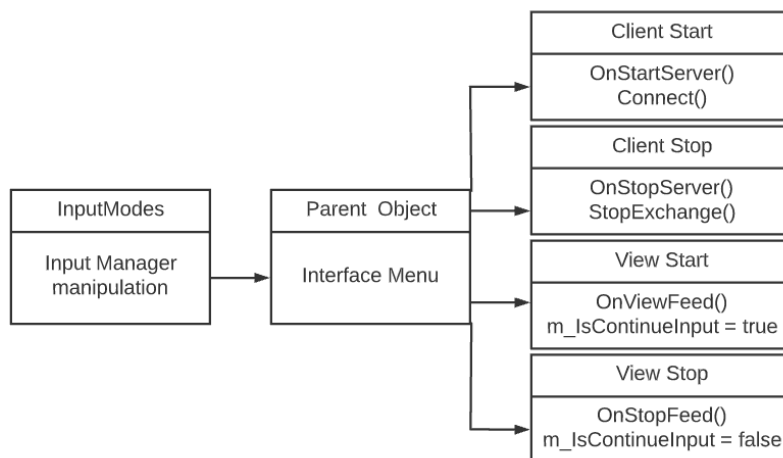 InputModes
Input Manager
manipulation
Parent Object
Interface Menu
Client Start
OnStartServer()
Connect()
Client Stop
OnStopServer()
StopExchange()
View Start
OnViewFeed()
m_IsContinueInput = true
View Stop
OnStopFeed()
m_IsContinueInput = false